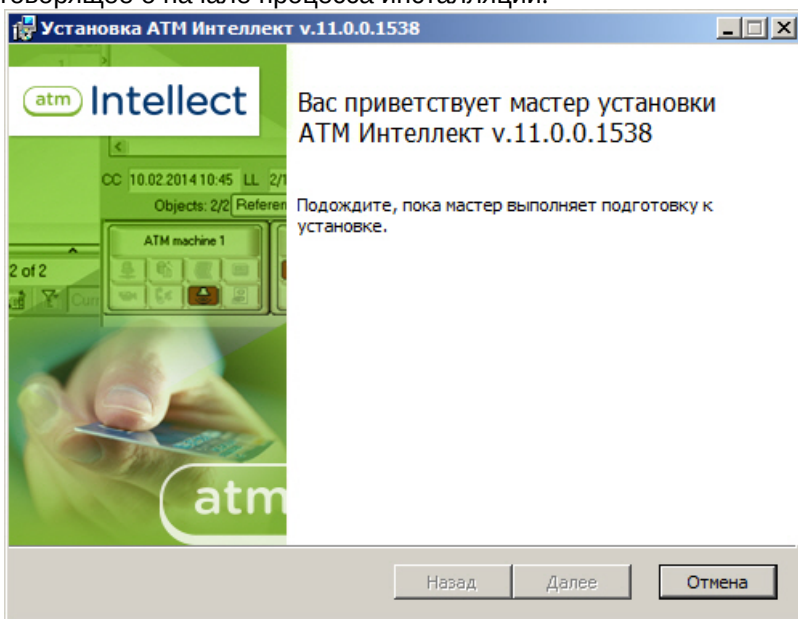 Установка АТМ Интеллект v.11.0.0.1538
atm Intellect
Вас приветствует мастер установки
АТМ Интеллект v.11.0.0.1538
CC 10.02.2014 10:45 LL
Objects: 2/2
Подождите, пока мастер выполняет подготовку к
установке.
ATM machine 1
2 of 2
atm
Назад
Далее
Отмена